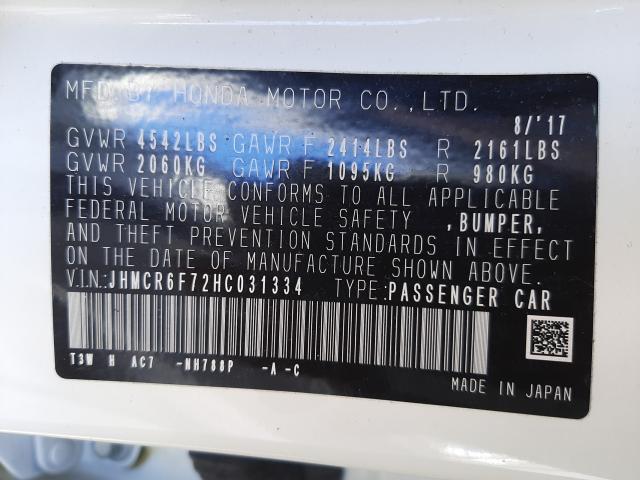 MFD. BY HONDA MOTOR CO.,LTD.
8/'17
GVWR 4542LBS GAWR F 2414LBS R 2161LBS
GVWR 2060KG GAWR F 1095KG R 980KG
THIS VEHICLE CONFORMS TO ALL APPLICABLE
FEDERAL MOTOR VEHICLE SAFETY ,BUMPER,
AND THEFT PREVENTION STANDARDS IN EFFECT
ON THE DATE OF MANUFACTURE SHOWN ABOVE.
V.I.N.:JHMCR6F72HC031334 TYPE:PASSENGER CAR
T3W H AC7 -NH788P -A -C
MADE IN JAPAN